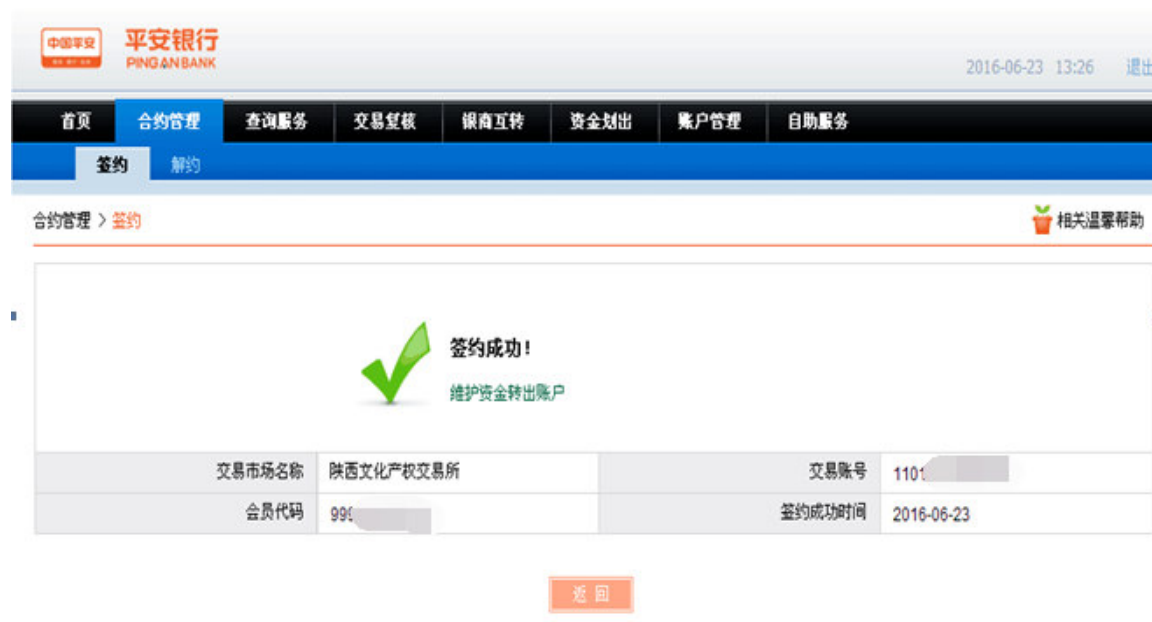 中国平安 平安银行
PING AN BANK
2016-06-23 13:26 退出
首页 合约管理 查询服务 交易复核 银商互转 资金划出 账户管理 自助服务
签约 解约
合约管理 > 签约 相关温馨帮助
签约成功!
维护资金转出账户
交易市场名称 陕西文化产权交易所 交易账号 1101
会员代码 999 签约成功时间 2016-06-23
返回